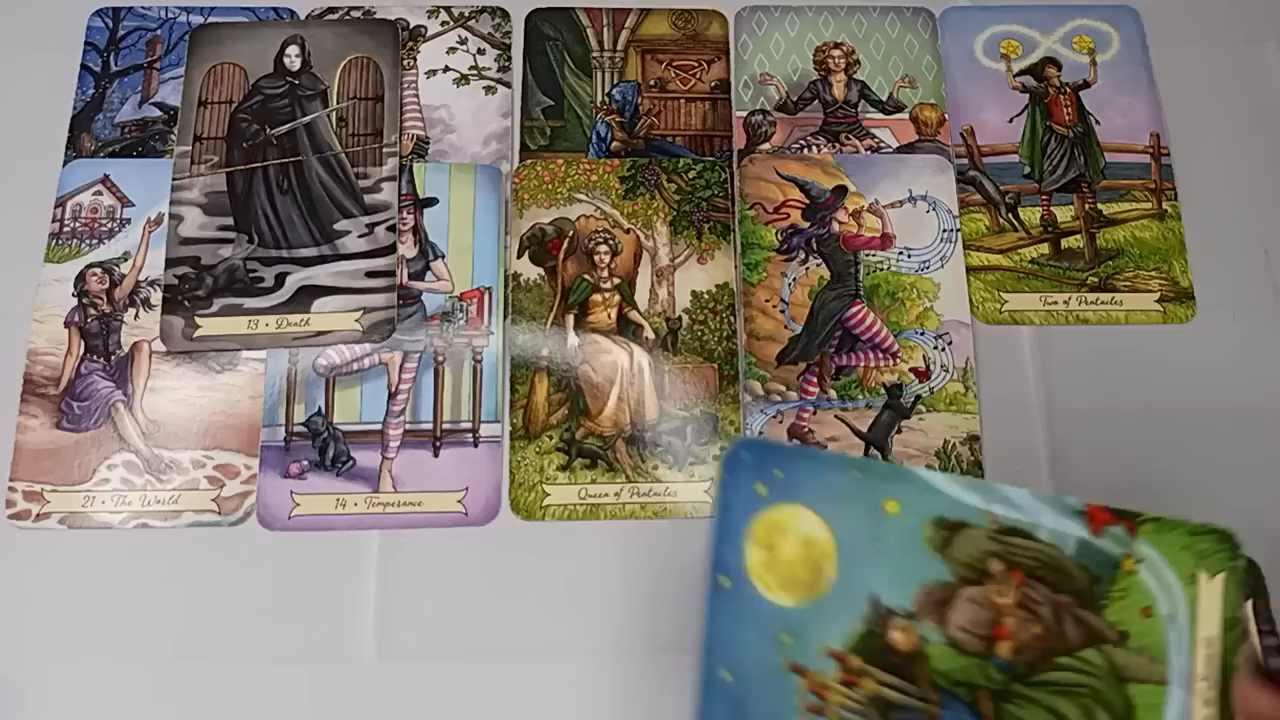 Two of Pentacles
13 • Death
21 • The World
14 • Temperance
Queen of Pentacles